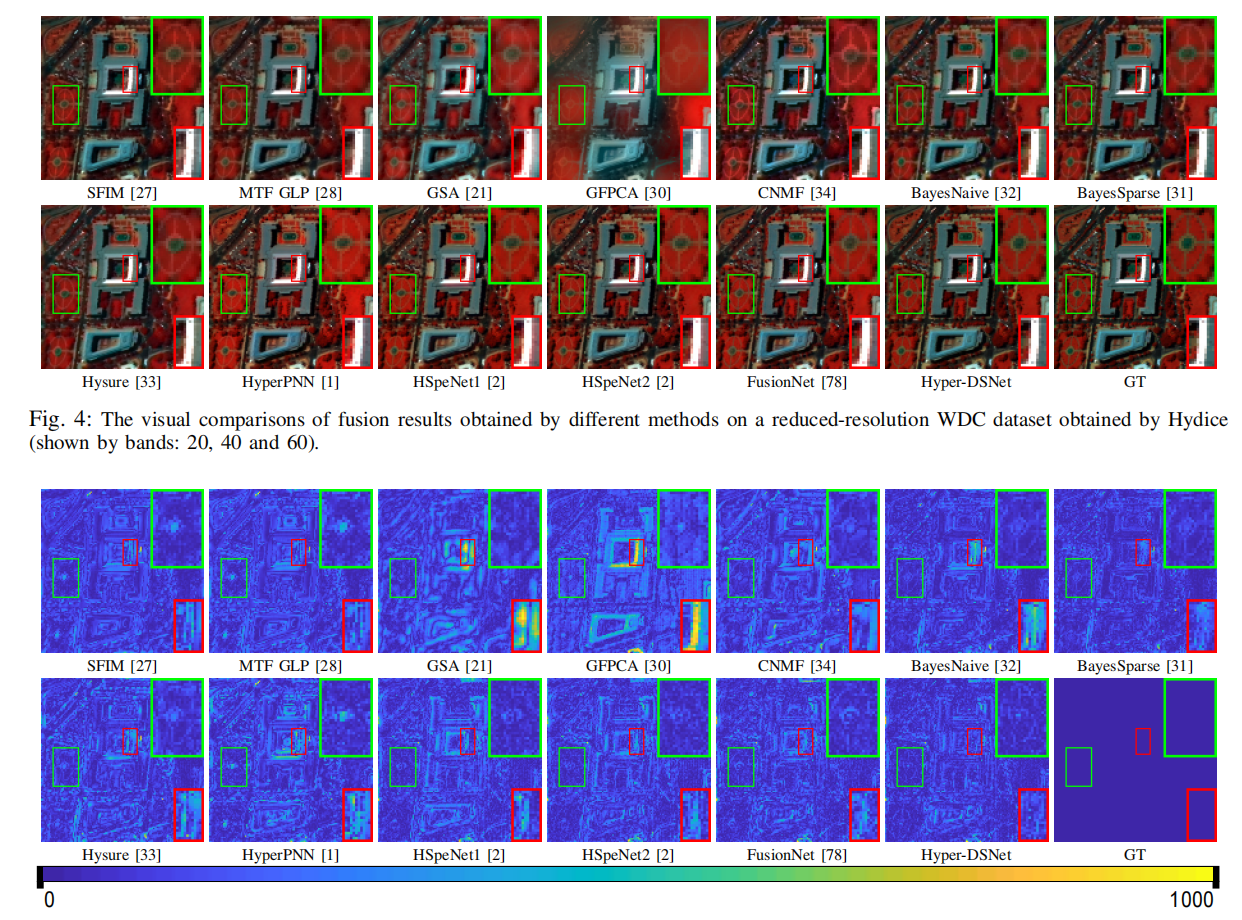 SFIM [27] MTF GLP [28] GSA [21] GFPCA [30] CNMF [34] BayesNaive [32] BayesSparse [31]
Hysure [33] HyperPNN [1] HSpeNet1 [2] HSpeNet2 [2] FusionNet [78] Hyper-DSNet GT
Fig. 4: The visual comparisons of fusion results obtained by different methods on a reduced-resolution WDC dataset obtained by Hydice
(shown by bands: 20, 40 and 60).
SFIM [27] MTF GLP [28] GSA [21] GFPCA [30] CNMF [34] BayesNaive [32] BayesSparse [31]
Hysure [33] HyperPNN [1] HSpeNet1 [2] HSpeNet2 [2] FusionNet [78] Hyper-DSNet GT
0 1000